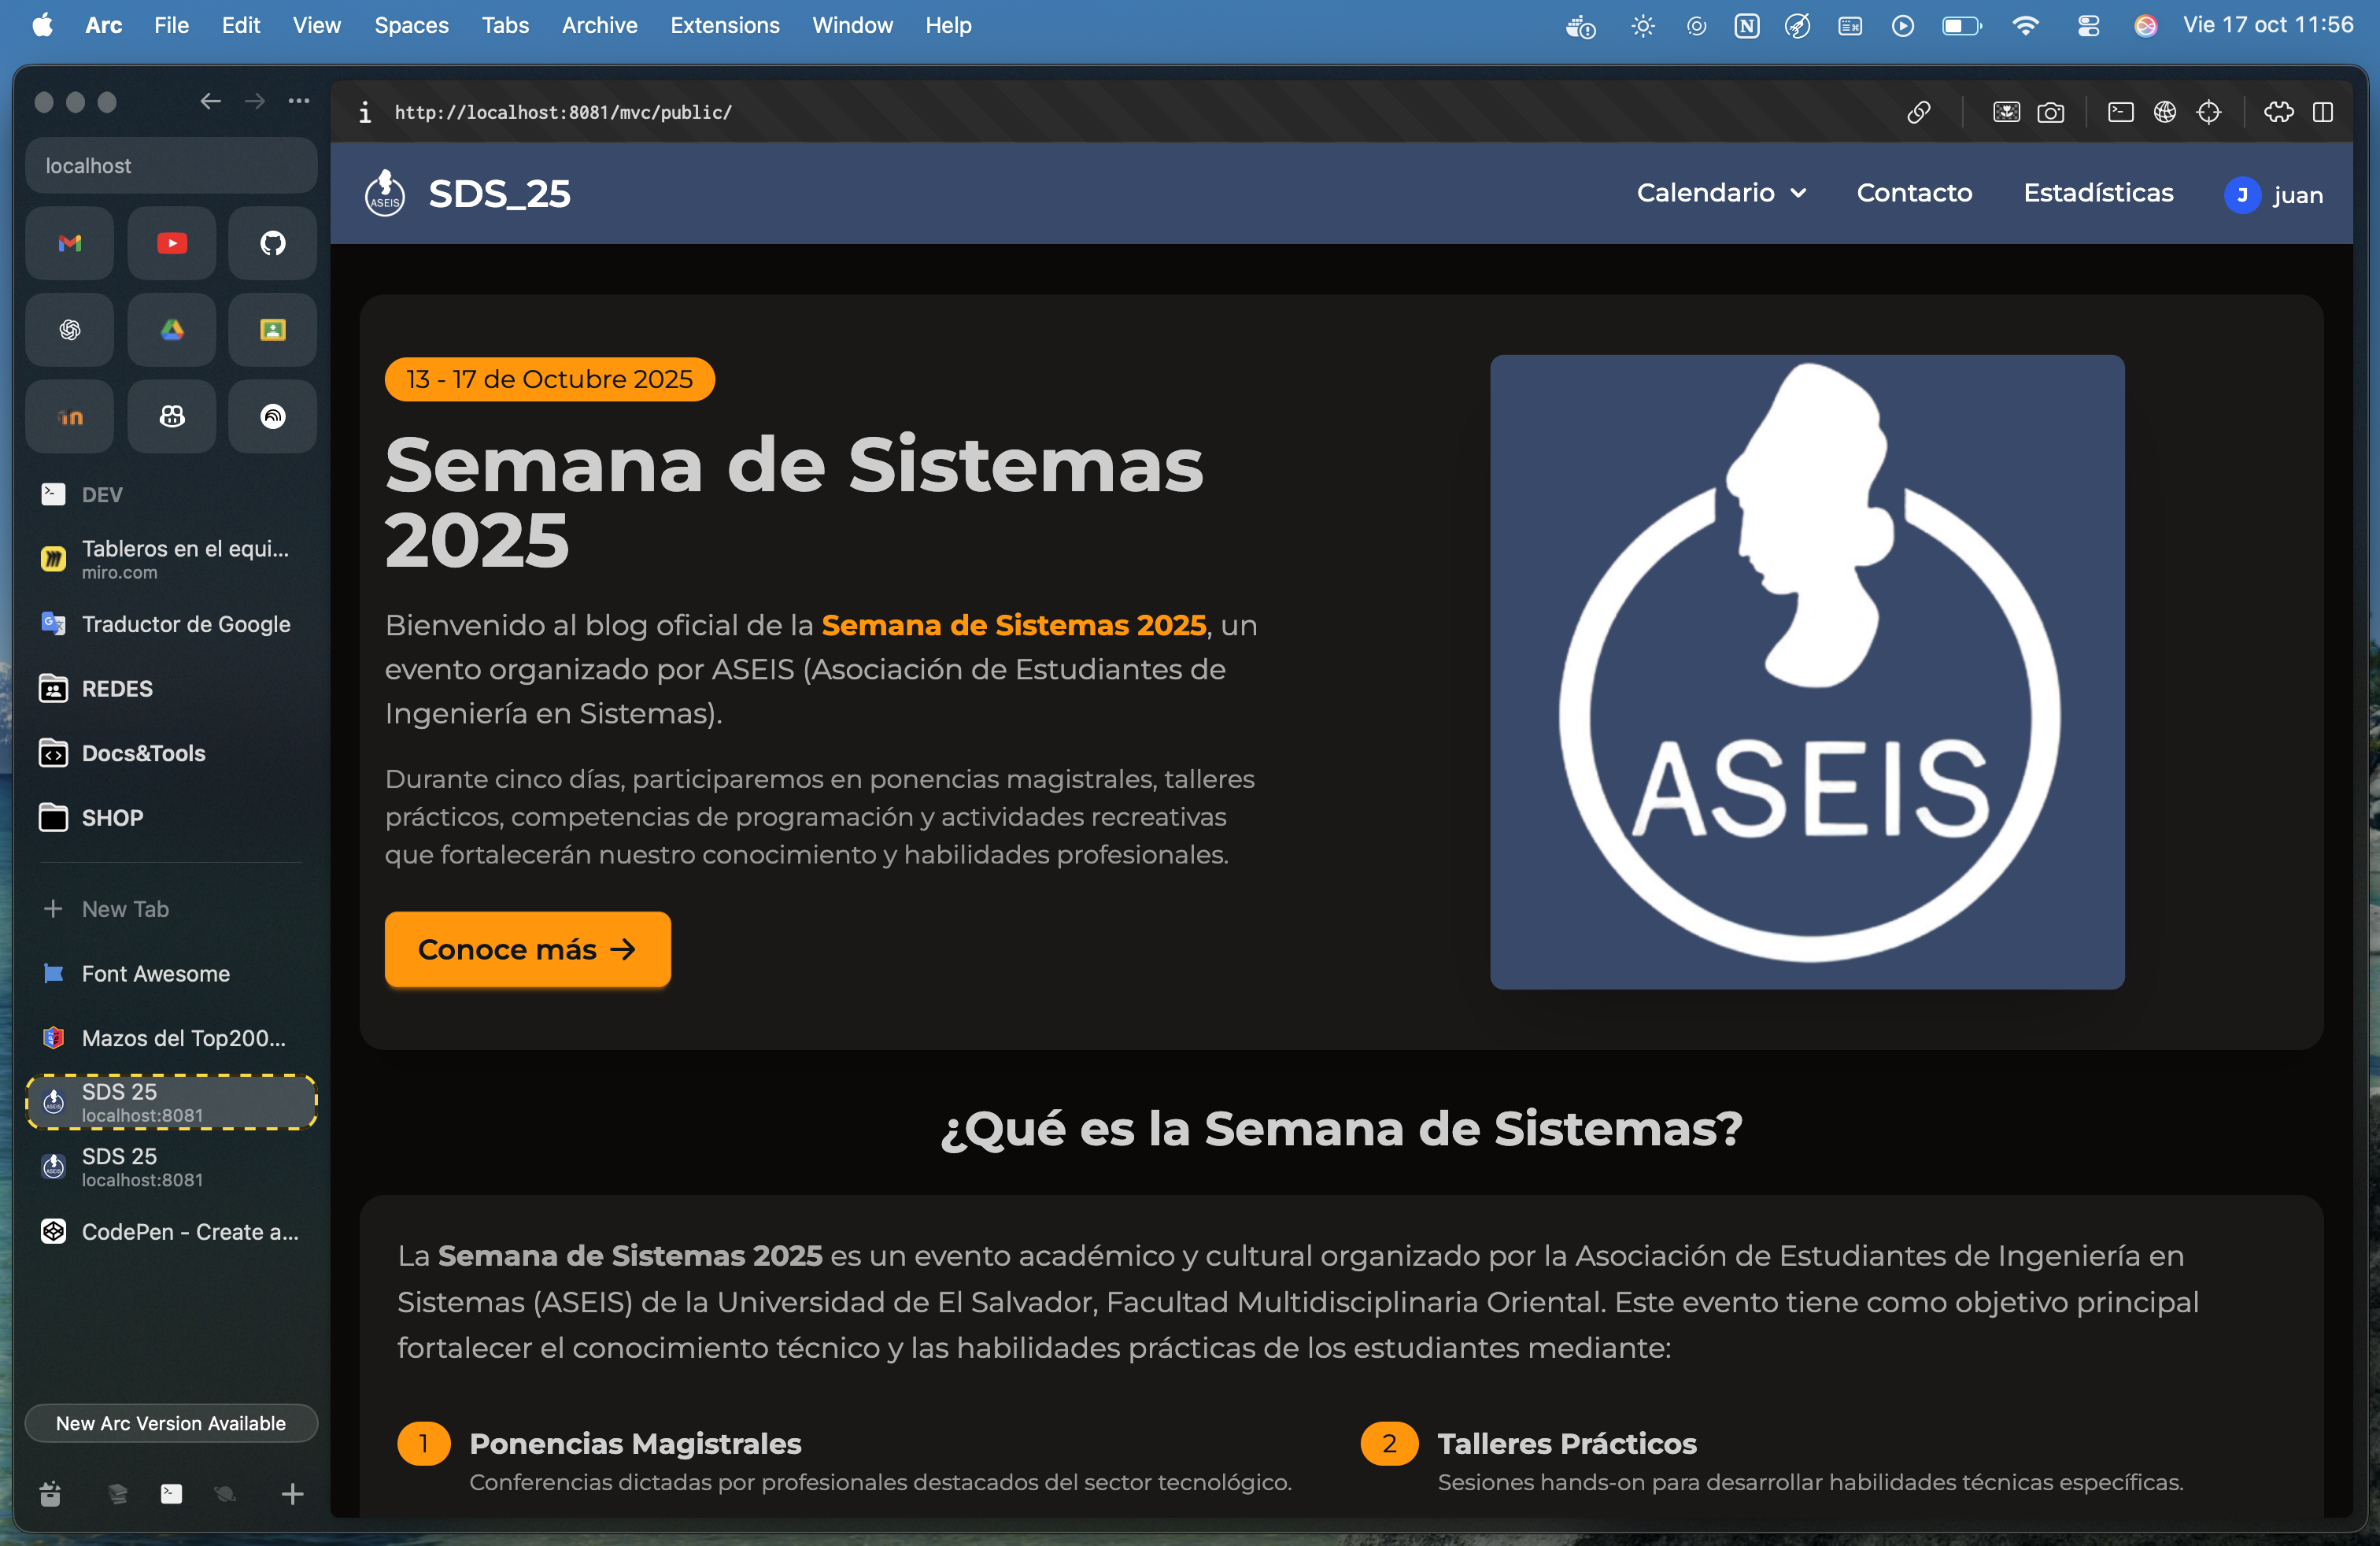 Arc File Edit View Spaces Tabs Archive Extensions Window Help
Vie 17 oct 11:56
http://localhost:8081/mvc/public/
localhost
DEV
Tableros en el equi...
miro.com
Traductor de Google
REDES
Docs&Tools
SHOP
New Tab
Font Awesome
Mazos del Top200...
SDS 25
localhost:8081
SDS 25
localhost:8081
CodePen - Create a...
New Arc Version Available
ASEIS SDS_25
Calendario Contacto Estadísticas J juan
13 - 17 de Octubre 2025
Semana de Sistemas
2025
Bienvenido al blog oficial de la Semana de Sistemas 2025, un
evento organizado por ASEIS (Asociación de Estudiantes de
Ingeniería en Sistemas).
Durante cinco días, participaremos en ponencias magistrales, talleres
prácticos, competencias de programación y actividades recreativas
que fortalecerán nuestro conocimiento y habilidades profesionales.
Conoce más →
ASEIS
¿Qué es la Semana de Sistemas?
La Semana de Sistemas 2025 es un evento académico y cultural organizado por la Asociación de Estudiantes de Ingeniería en
Sistemas (ASEIS) de la Universidad de El Salvador, Facultad Multidisciplinaria Oriental. Este evento tiene como objetivo principal
fortalecer el conocimiento técnico y las habilidades prácticas de los estudiantes mediante:
1 Ponencias Magistrales
Conferencias dictadas por profesionales destacados del sector tecnológico.
2 Talleres Prácticos
Sesiones hands-on para desarrollar habilidades técnicas específicas.